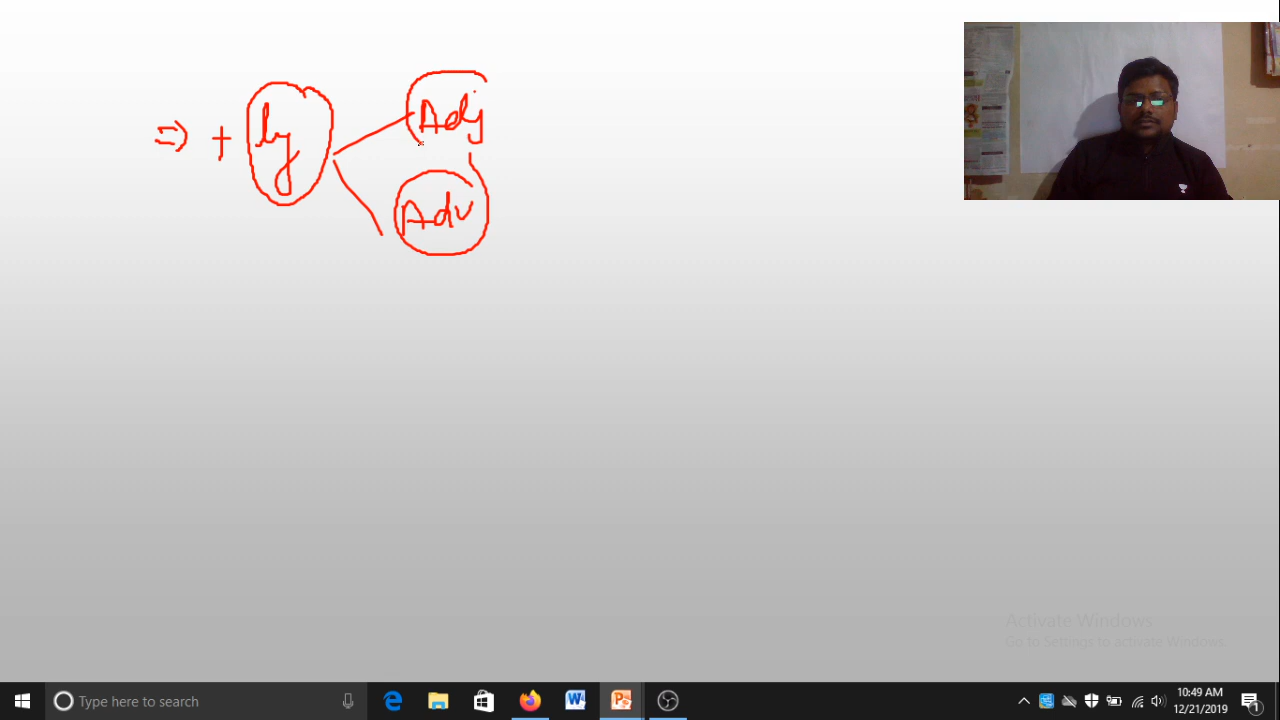 Adj
⇒ + ly
Adv
Activate Windows
Go to Settings to activate Windows.
Type here to search
10:49 AM
12/21/2019